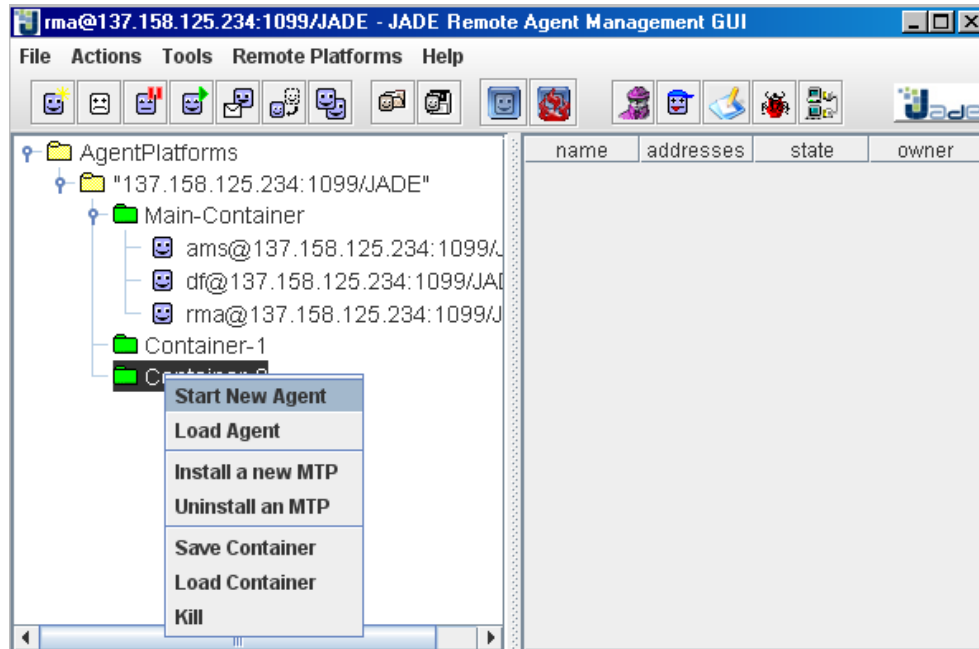 rma@137.158.125.234:1099/JADE - JADE Remote Agent Management GUI
File Actions Tools Remote Platforms Help
Jade
name addresses state owner
AgentPlatforms
"137.158.125.234:1099/JADE"
Main-Container
ams@137.158.125.234:1099/J
df@137.158.125.234:1099/JA
rma@137.158.125.234:1099/J
Container-1
Start New Agent
Load Agent
Install a new MTP
Uninstall an MTP
Save Container
Load Container
Kill